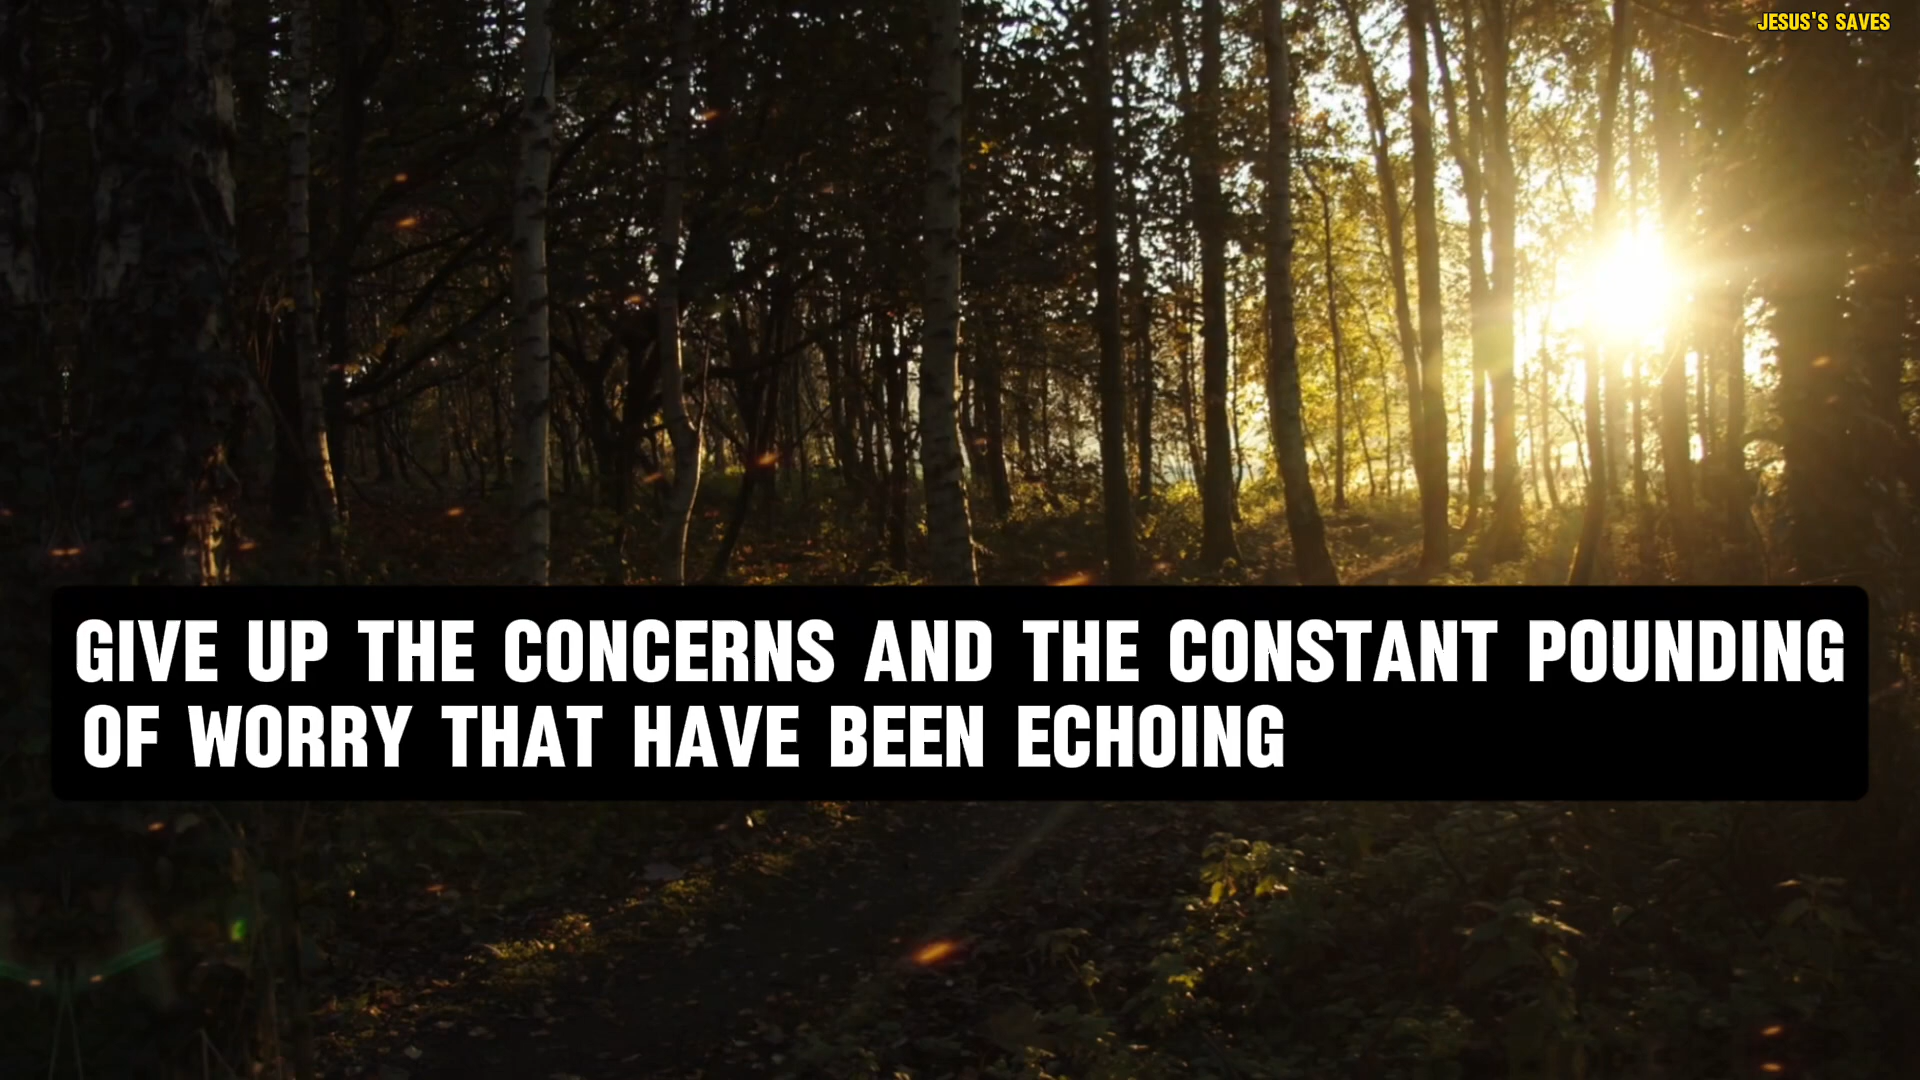 JESUS'S SAVES
GIVE UP THE CONCERNS AND THE CONSTANT POUNDING
OF WORRY THAT HAVE BEEN ECHOING